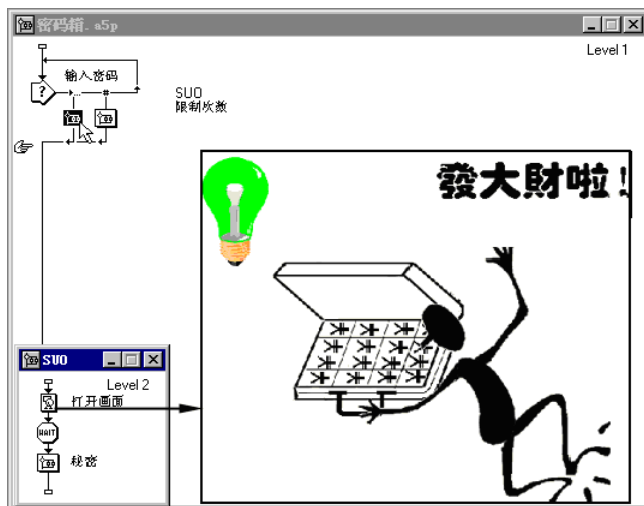 密码箱.a5p
Level 1
输入密码
?
...
#
SUO
限制次数
發大財啦!
SUO
Level 2
打开画面
WAIT
秘密